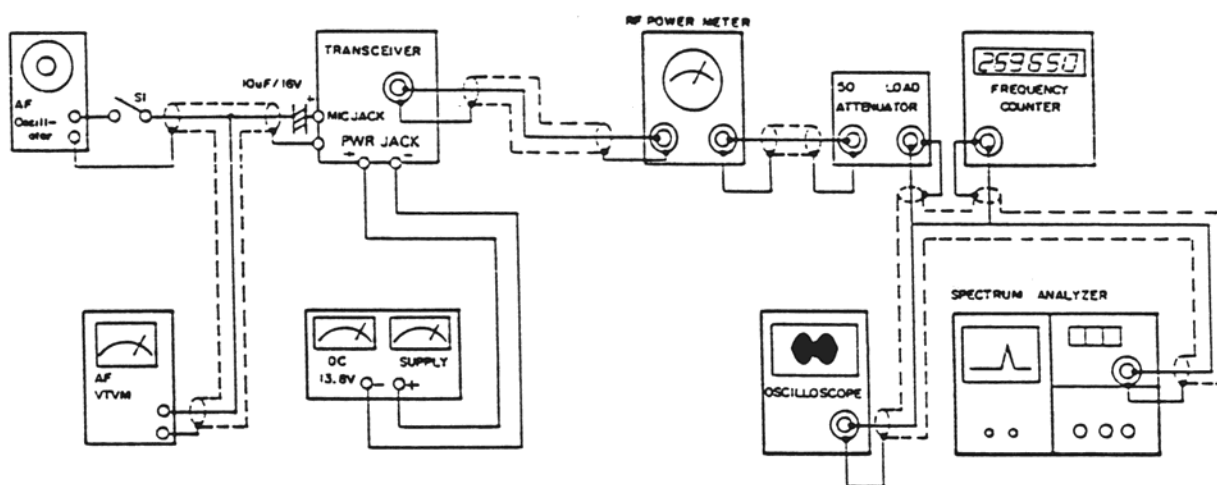 AF
Oscill-
ator
S1
10uF/16V
+
TRANSCEIVER
MIC JACK
PWR JACK
+ -
RF POWER METER
50 LOAD
ATTENUATOR
269650
FREQUENCY
COUNTER
AF
VTVM
DC SUPPLY
13.8V
- +
OSCILLOSCOPE
SPECTRUM ANALYZER